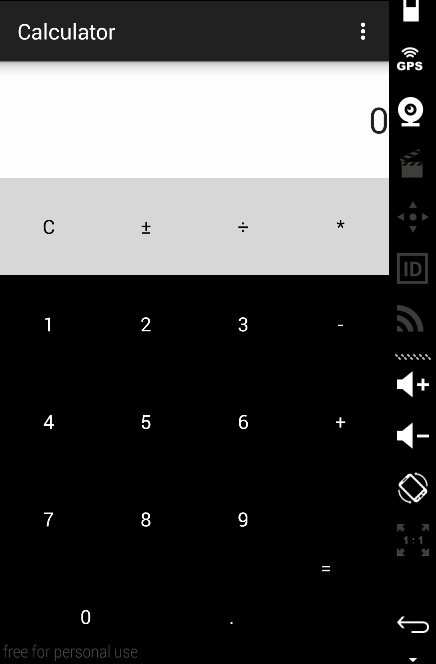 Calculator
GPS
0
C ± ÷ *
ID
1 2 3 -
4 5 6 +
7 8 9
1:1
=
0 .
free for personal use